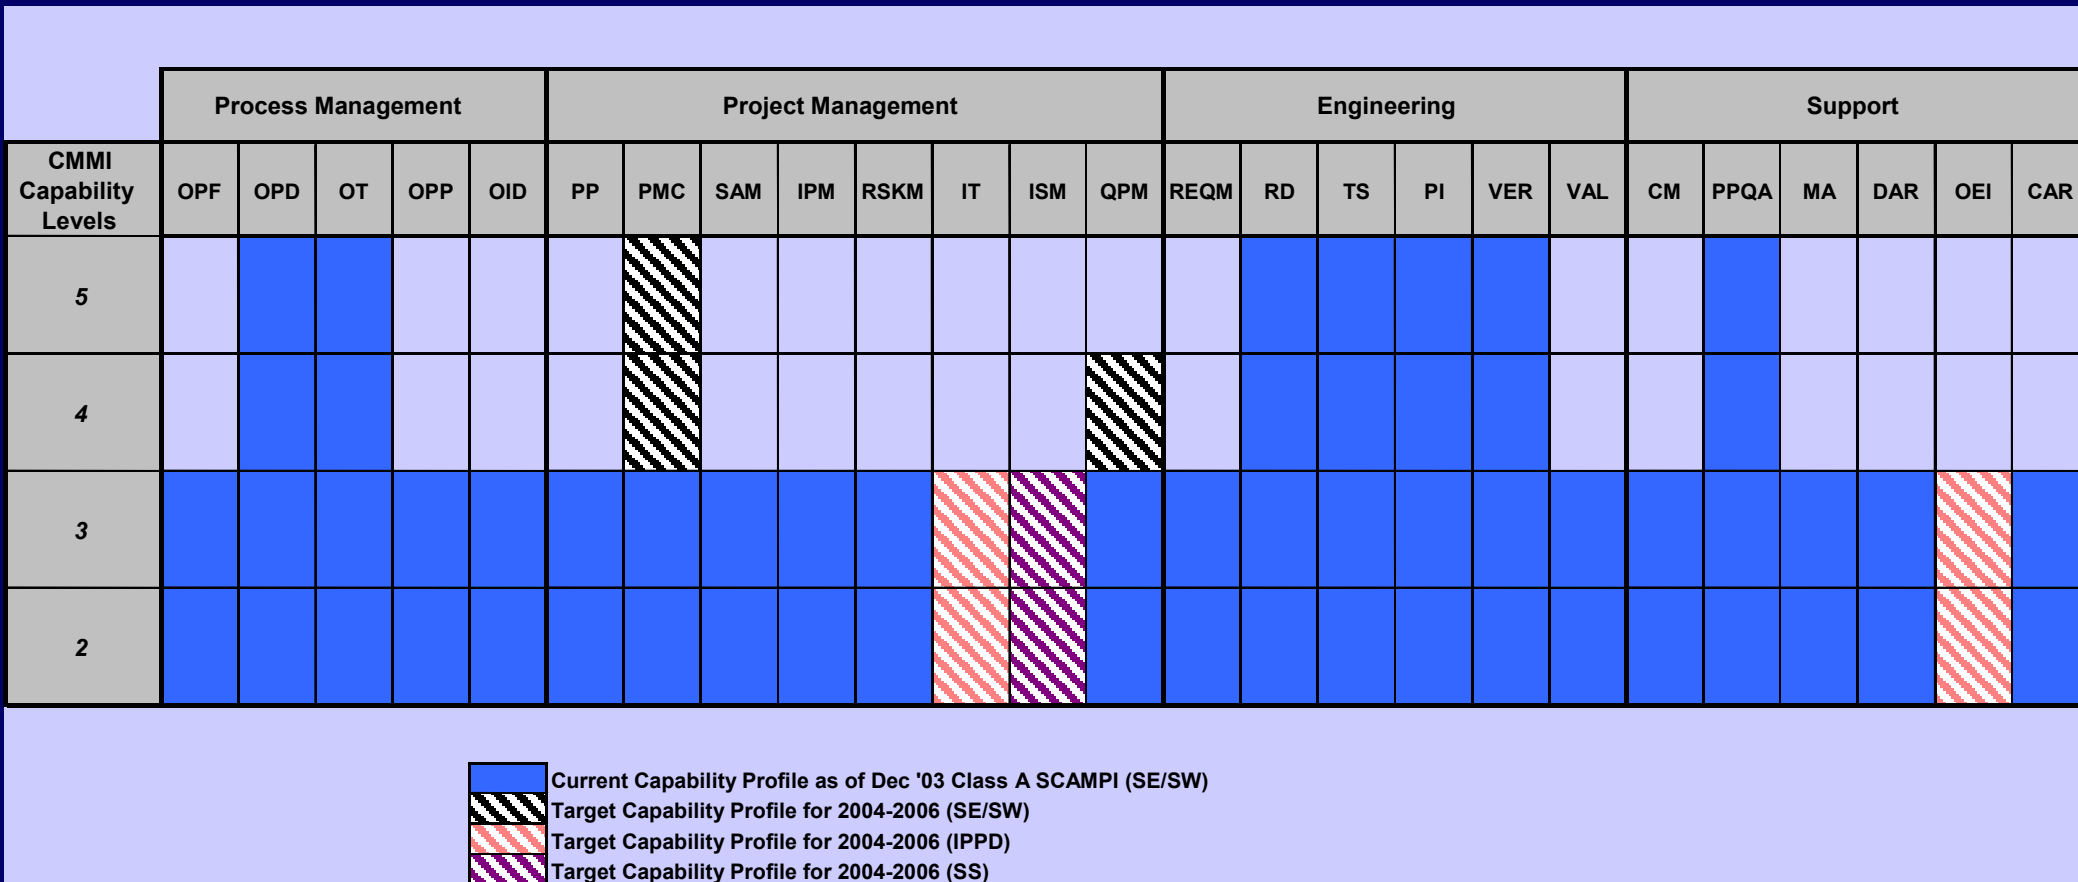 Process Management
Project Management
Engineering
Support
CMMI
Capability
Levels
OPF
OPD
OT
OPP
OID
PP
PMC
SAM
IPM
RSKM
IT
ISM
QPM
REQM
RD
TS
PI
VER
VAL
CM
PPQA
MA
DAR
OEI
CAR
5
4
3
2
Current Capability Profile as of Dec '03 Class A SCAMPI (SE/SW)
Target Capability Profile for 2004-2006 (SE/SW)
Target Capability Profile for 2004-2006 (IPPD)
Target Capability Profile for 2004-2006 (SS)